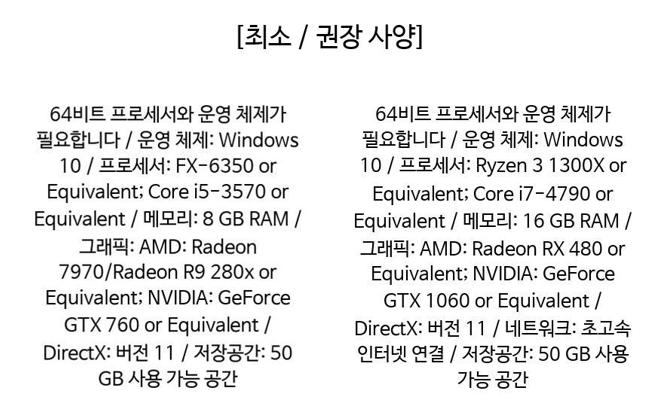 [최소 / 권장 사양]
64비트 프로세서와 운영 체제가
필요합니다 / 운영 체제: Windows
10 / 프로세서: FX-6350 or
Equivalent; Core i5-3570 or
Equivalent / 메모리: 8 GB RAM /
그래픽: AMD: Radeon
7970/Radeon R9 280x or
Equivalent; NVIDIA: GeForce
GTX 760 or Equivalent /
DirectX: 버전 11 / 저장공간: 50
GB 사용 가능 공간
64비트 프로세서와 운영 체제가
필요합니다 / 운영 체제: Windows
10 / 프로세서: Ryzen 3 1300X or
Equivalent; Core i7-4790 or
Equivalent / 메모리: 16 GB RAM /
그래픽: AMD: Radeon RX 480 or
Equivalent; NVIDIA: GeForce
GTX 1060 or Equivalent /
DirectX: 버전 11 / 네트워크: 초고속
인터넷 연결 / 저장공간: 50 GB 사용
가능 공간